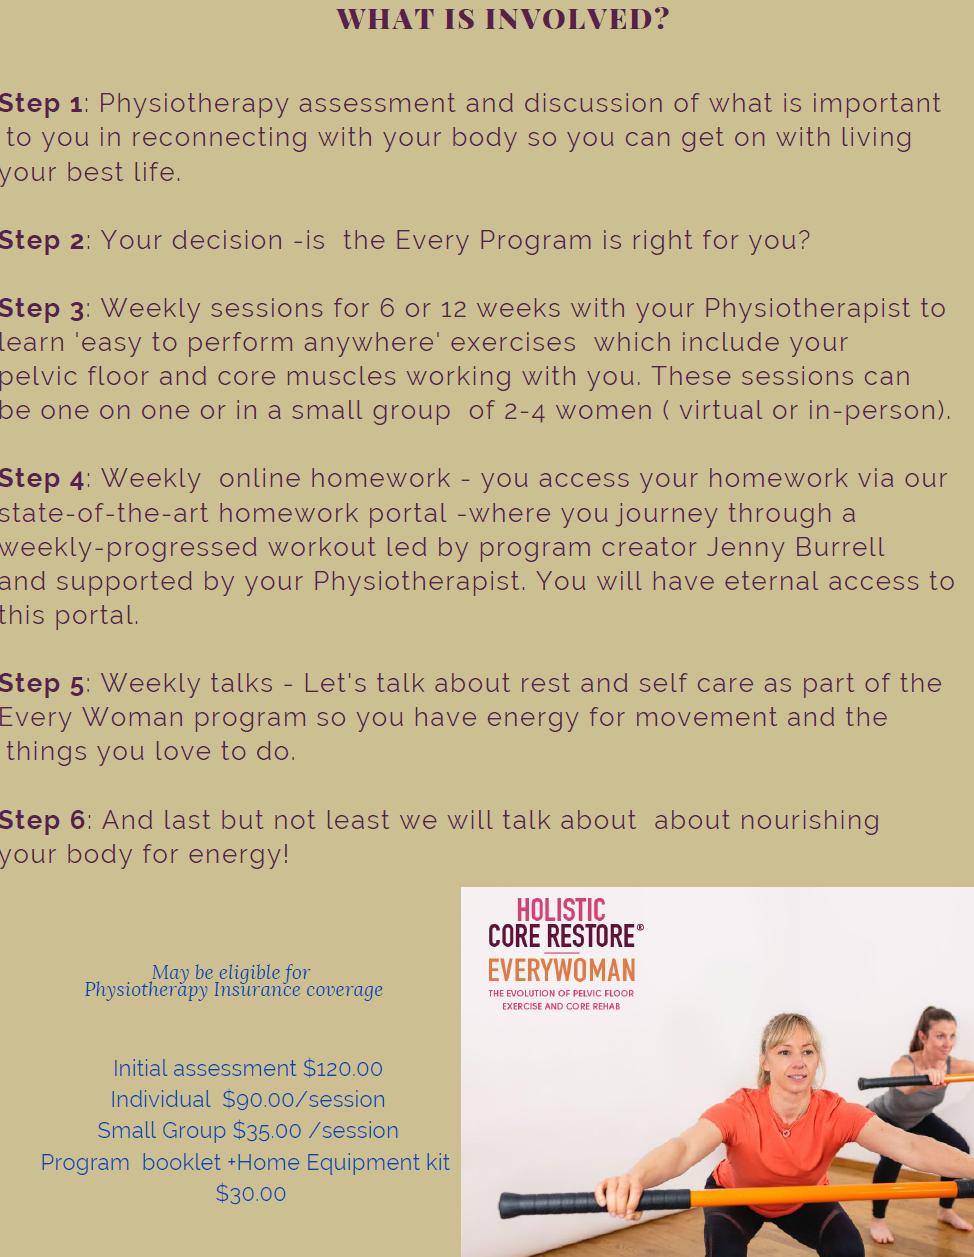 WHAT IS INVOLVED?
Step 1: Physiotherapy assessment and discussion of what is important
to you in reconnecting with your body so you can get on with living
your best life.
Step 2: Your decision -is  the Every Program is right for you?
Step 3: Weekly sessions for 6 or 12 weeks with your Physiotherapist to
learn 'easy to perform anywhere' exercises  which include your
pelvic floor and core muscles working with you. These sessions can
be one on one or in a small group  of 2-4 women ( virtual or in-person).
Step 4: Weekly  online homework - you access your homework via our
state-of-the-art homework portal -where you journey through a
weekly-progressed workout led by program creator Jenny Burrell
and supported by your Physiotherapist. You will have eternal access to
this portal.
Step 5: Weekly talks - Let's talk about rest and self care as part of the
Every Woman program so you have energy for movement and the
things you love to do.
Step 6: And last but not least we will talk about  about nourishing
your body for energy!
May be eligible for
Physiotherapy Insurance coverage
Initial assessment $120.00
Individual  $90.00/session
Small Group $35.00 /session
Program  booklet +Home Equipment kit
$30.00
HOLISTIC
CORE RESTORE®
EVERYWOMAN
THE EVOLUTION OF PELVIC FLOOR
EXERCISE AND CORE REHAB